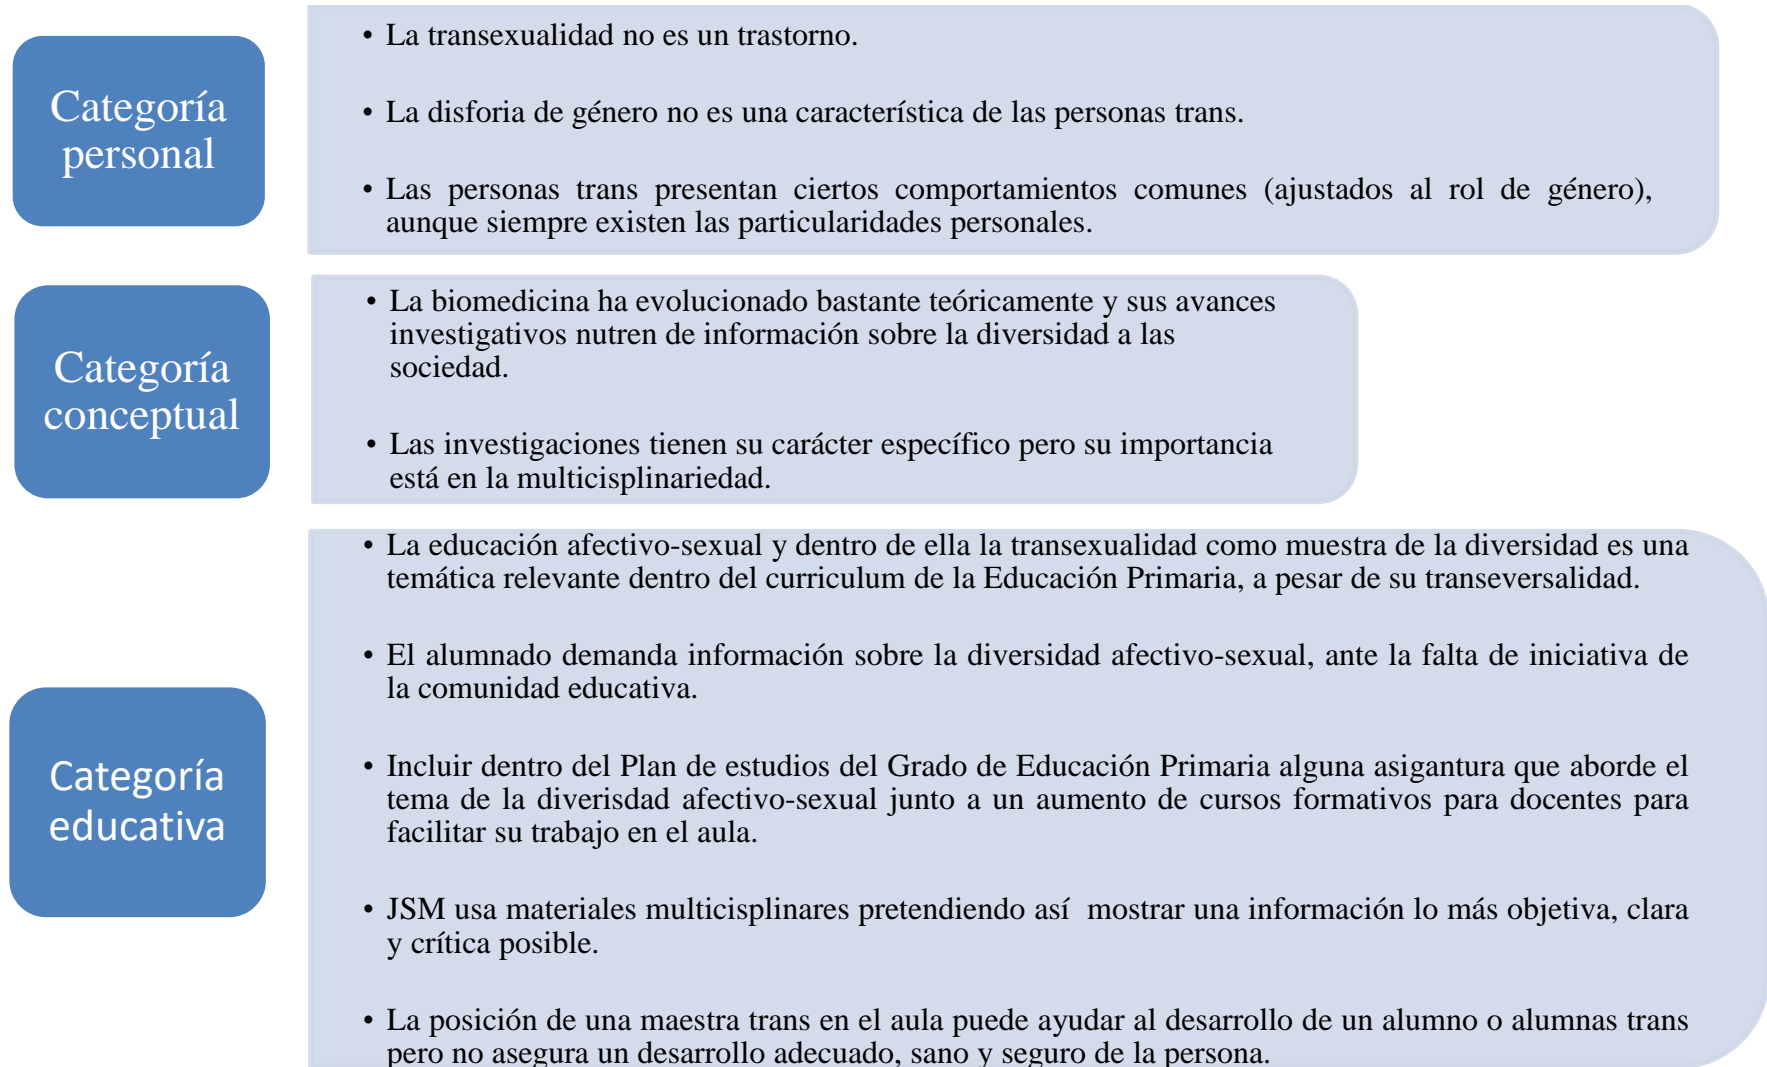 Categoría
personal
• La transexualidad no es un trastorno.
• La disforia de género no es una característica de las personas trans.
• Las personas trans presentan ciertos comportamientos comunes (ajustados al rol de género),
aunque siempre existen las particularidades personales.
Categoría
conceptual
• La biomedicina ha evolucionado bastante teóricamente y sus avances
investigativos nutren de información sobre la diversidad a las
sociedad.
• Las investigaciones tienen su carácter específico pero su importancia
está en la multicisplinariedad.
Categoría
educativa
• La educación afectivo-sexual y dentro de ella la transexualidad como muestra de la diversidad es una
temática relevante dentro del curriculum de la Educación Primaria, a pesar de su transeversalidad.
• El alumnado demanda información sobre la diversidad afectivo-sexual, ante la falta de iniciativa de
la comunidad educativa.
• Incluir dentro del Plan de estudios del Grado de Educación Primaria alguna asigantura que aborde el
tema de la diverisdad afectivo-sexual junto a un aumento de cursos formativos para docentes para
facilitar su trabajo en el aula.
• JSM usa materiales multicisplinares pretendiendo así mostrar una información lo más objetiva, clara
y crítica posible.
• La posición de una maestra trans en el aula puede ayudar al desarrollo de un alumno o alumnas trans
pero no asegura un desarrollo adecuado, sano y seguro de la persona.